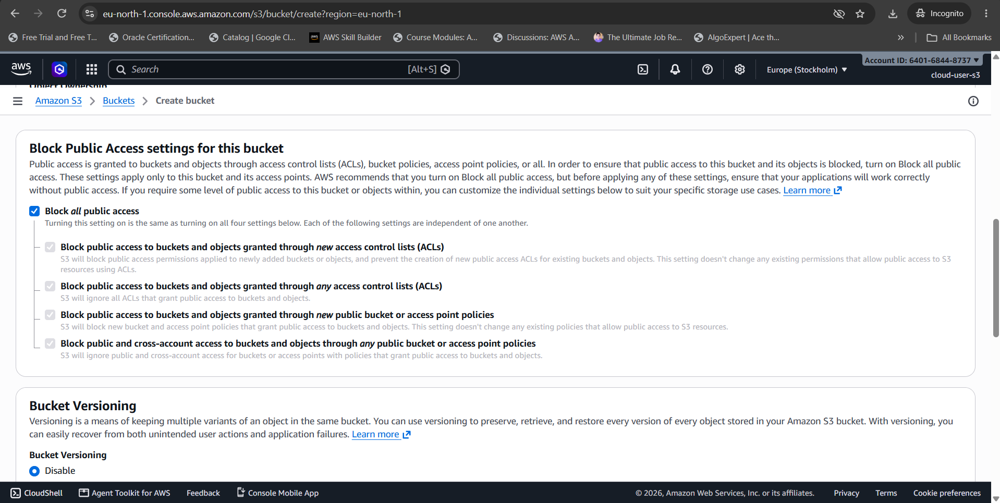 eu-north-1.console.aws.amazon.com/s3/bucket/create?region=eu-north-1
Incognito
Free Trial and Free T...
Oracle Certification...
Catalog | Google Cl...
aws
AWS Skill Builder
Course Modules: A...
Discussions: AWS A...
The Ultimate Job Re...
AlgoExpert | Ace th...
»
All Bookmarks
aws
Search
[Alt+S]
Europe (Stockholm)
Account ID: 6401-6844-8737
cloud-user-s3
Object Ownership
Amazon S3
Buckets
Create bucket
Block Public Access settings for this bucket
Public access is granted to buckets and objects through access control lists (ACLs), bucket policies, access point policies, or all. In order to ensure that public access to this bucket and its objects is blocked, turn on Block all public
access. These settings apply only to this bucket and its access points. AWS recommends that you turn on Block all public access, but before applying any of these settings, ensure that your applications will work correctly
without public access. If you require some level of public access to this bucket or objects within, you can customize the individual settings below to suit your specific storage use cases. Learn more
Block all public access
Turning this setting on is the same as turning on all four settings below. Each of the following settings are independent of one another.
Block public access to buckets and objects granted through new access control lists (ACLs)
S3 will block public access permissions applied to newly added buckets or objects, and prevent the creation of new public access ACLs for existing buckets and objects. This setting doesn't change any existing permissions that allow public access to S3
resources using ACLs.
Block public access to buckets and objects granted through any access control lists (ACLs)
S3 will ignore all ACLs that grant public access to buckets and objects.
Block public access to buckets and objects granted through new public bucket or access point policies
S3 will block new bucket and access point policies that grant public access to buckets and objects. This setting doesn't change any existing policies that allow public access to S3 resources.
Block public and cross-account access to buckets and objects through any public bucket or access point policies
S3 will ignore public and cross-account access for buckets or access points with policies that grant public access to buckets and objects.
Bucket Versioning
Versioning is a means of keeping multiple variants of an object in the same bucket. You can use versioning to preserve, retrieve, and restore every version of every object stored in your Amazon S3 bucket. With versioning, you
can easily recover from both unintended user actions and application failures. Learn more
Bucket Versioning
Disable
CloudShell
Agent Toolkit for AWS
Feedback
Console Mobile App
© 2026, Amazon Web Services, Inc. or its affiliates.
Privacy
Terms
Cookie preferences